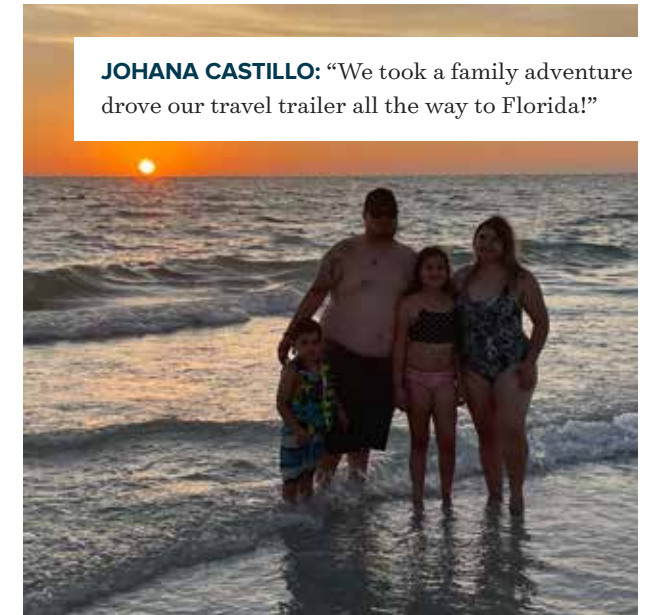 JOHANA CASTILLO: “We took a family adventure
drove our travel trailer all the way to Florida!”